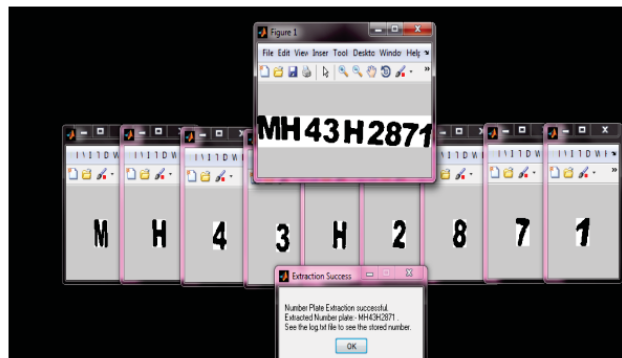 Figure 1
File Edit View Inser Tool Deskto Windo Help
MH 43 H 2871
M H 4 3 H 2 8 7 1
Extraction Success
Number Plate Extraction successful.
Extracted Number plate:- MH43H2871 .
See the log.txt file to see the stored number.
OK